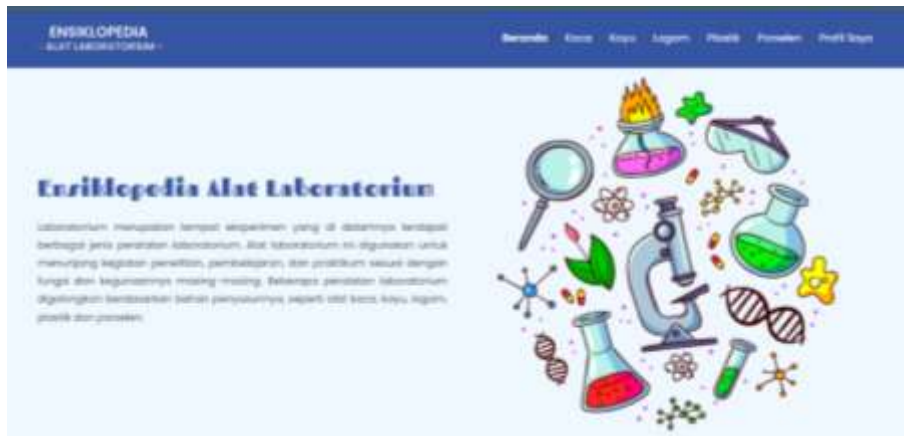 ENSIKLOPEDIA
- ALAT LABORATORIUM -
Beranda Kaca Kayu Logam Plastik Porselen Profil Saya
Ensiklopedia Alat Laboratorium
Laboratorium merupakan tempat eksperimen yang di dalamnya terdapat
berbagai jenis peralatan laboratorium. Alat laboratorium ini digunakan untuk
menunjang kegiatan penelitian, pembelajaran, dan praktikum sesuai dengan
fungsi dan kegunaannya masing-masing. Beberapa peralatan laboratorium
digolongkan berdasarkan bahan penyusunnya, seperti alat kaca, kayu, logam,
plastik dan porselen.